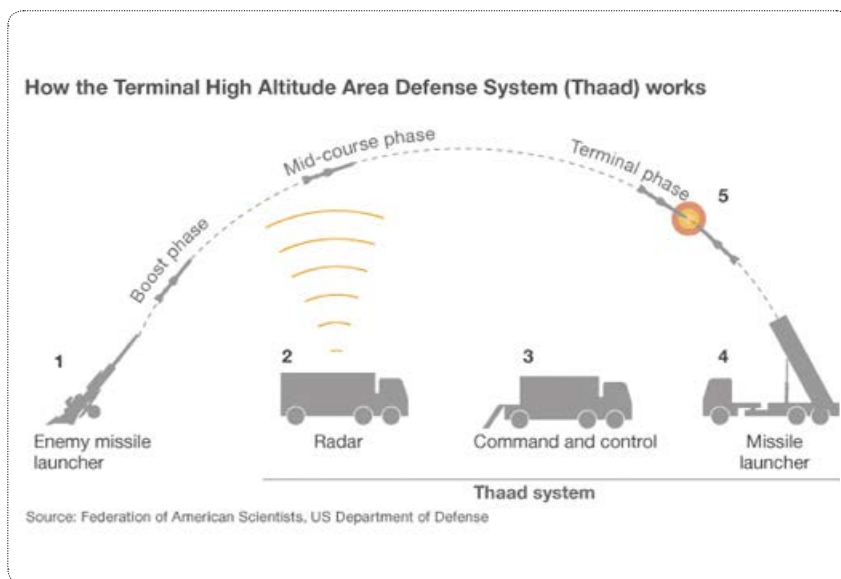 How the Terminal High Altitude Area Defense System (Thaad) works
Mid-course phase
Terminal phase
5
Boost phase
1
2
3
4
Enemy missile
launcher
Radar
Command and control
Missile
launcher
Thaad system
Source: Federation of American Scientists, US Department of Defense